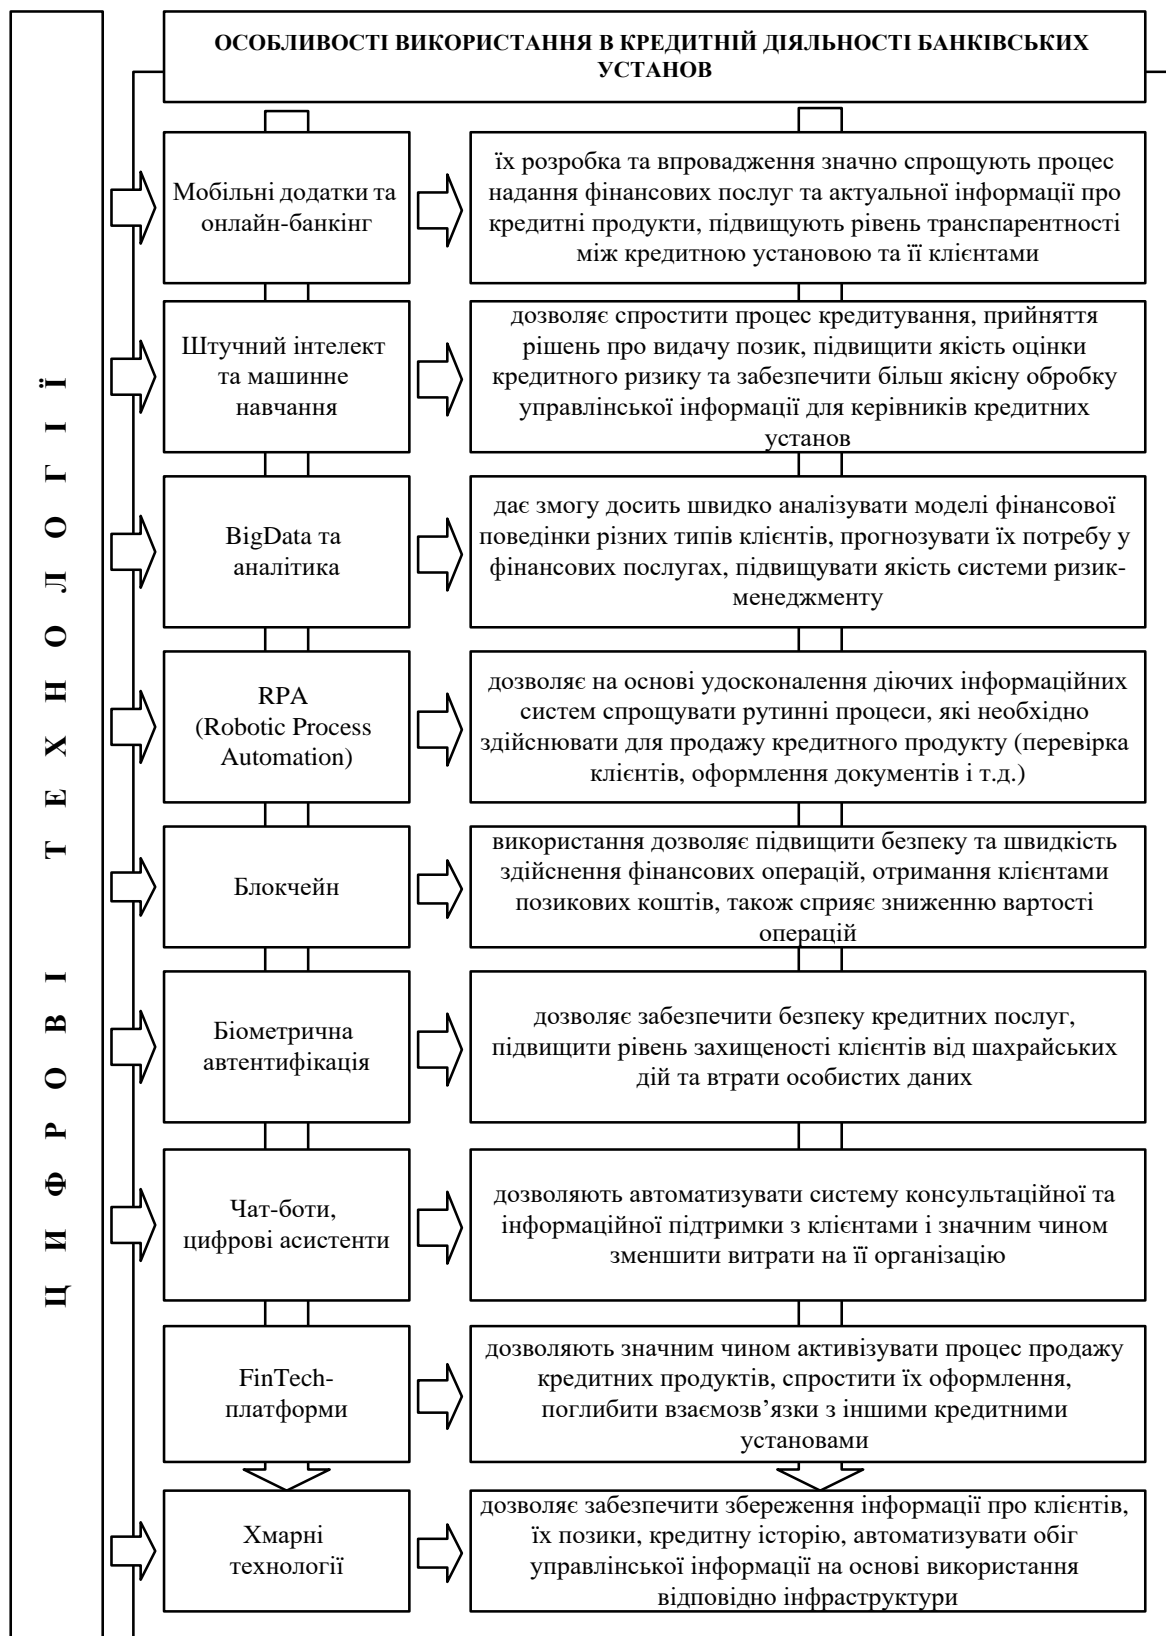 ОСОБЛИВОСТІ ВИКОРИСТАННЯ В КРЕДИТНІЙ ДІЯЛЬНОСТІ БАНКІВСЬКИХ
УСТАНОВ
ЦИФРОВІ ТЕХНОЛОГІЇ
Мобільні додатки та
онлайн-банкінг
їх розробка та впровадження значно спрощують процес
надання фінансових послуг та актуальної інформації про
кредитні продукти, підвищують рівень транспарентності
між кредитною установою та її клієнтами
Штучний інтелект
та машинне
навчання
дозволяє спростити процес кредитування, прийняття
рішень про видачу позик, підвищити якість оцінки
кредитного ризику та забезпечити більш якісну обробку
управлінської інформації для керівників кредитних
установ
BigData та
аналітика
дає змогу досить швидко аналізувати моделі фінансової
поведінки різних типів клієнтів, прогнозувати їх потребу у
фінансових послугах, підвищувати якість системи ризик-
менеджменту
RPA
(Robotic Process
Automation)
дозволяє на основі удосконалення діючих інформаційних
систем спрощувати рутинні процеси, які необхідно
здійснювати для продажу кредитного продукту (перевірка
клієнтів, оформлення документів і т.д.)
Блокчейн
використання дозволяє підвищити безпеку та швидкість
здійснення фінансових операцій, отримання клієнтами
позикових коштів, також сприяє зниженню вартості
операцій
Біометрична
автентифікація
дозволяє забезпечити безпеку кредитних послуг,
підвищити рівень захищеності клієнтів від шахрайських
дій та втрати особистих даних
Чат-боти,
цифрові асистенти
дозволяють автоматизувати систему консультаційної та
інформаційної підтримки з клієнтами і значним чином
зменшити витрати на її організацію
FinTech-
платформи
дозволяють значним чином активізувати процес продажу
кредитних продуктів, спростити їх оформлення,
поглибити взаємозв’язки з іншими кредитними
установами
Хмарні
технології
дозволяє забезпечити збереження інформації про клієнтів,
їх позики, кредитну історію, автоматизувати обіг
управлінської інформації на основі використання
відповідно інфраструктури